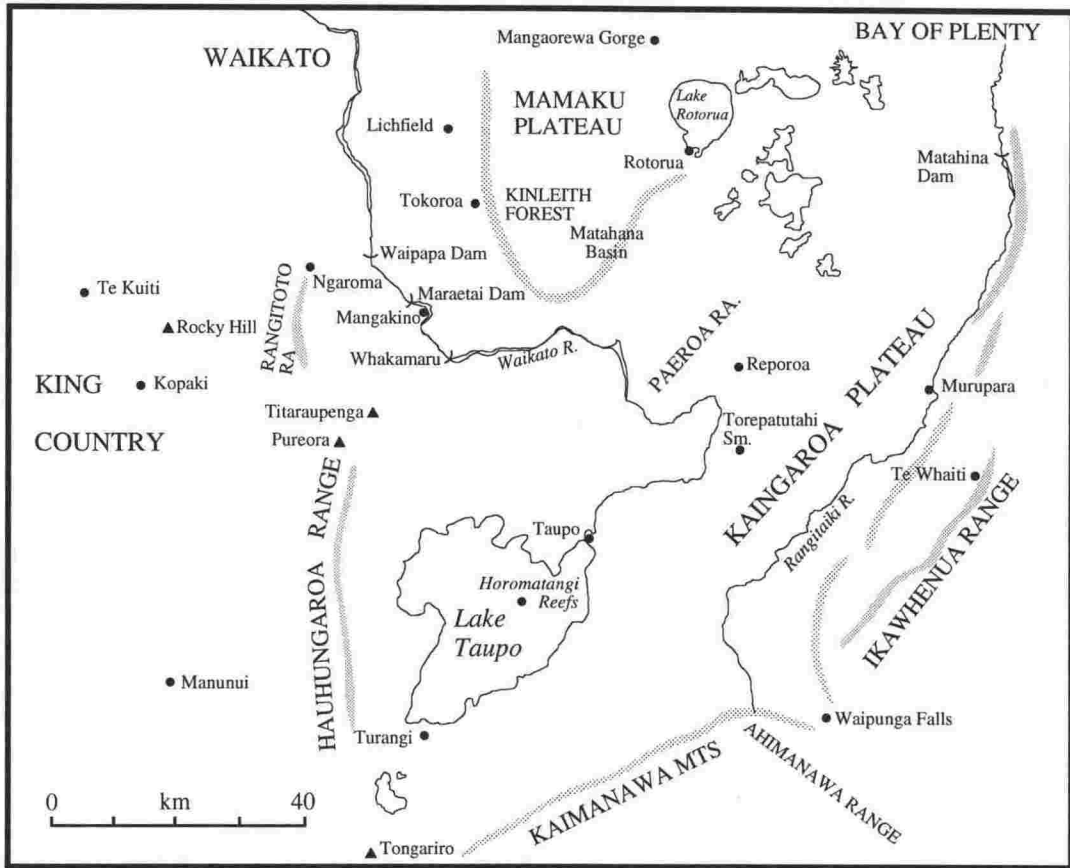 BAY OF PLENTY
WAIKATO
Mangaorewa Gorge
MAMAKU
PLATEAU
Lake
Rotorua
Lichfield
Rotorua
Matahina
Dam
Tokoroa
KINLEITH
FOREST
Matahana
Basin
Waipapa Dam
Ngaroma
Te Kuiti
Maraetai Dam
Mangakino
Rocky Hill
RANGITOTO
RA
Whakamaru
Waikato R.
PAEROA RA.
Reporoa
KAINGAROA PLATEAU
Murupara
KING
COUNTRY
Kopaki
Titaraupenga
Pureora
Torepatutahi
Sm.
Te Whaiti
HAUHUNGAROA RANGE
Taupo
Rangitaiki R.
IKAWHENUA RANGE
Horomatangi
Reefs
Lake
Taupo
Manunui
Turangi
Waipunga Falls
KAIMANAWA MTS
AHIMANAWA RANGE
0 km 40
Tongariro